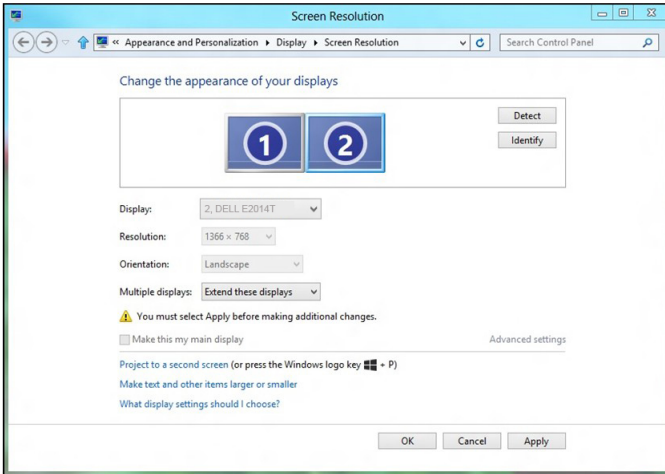 Screen Resolution
« Appearance and Personalization Display Screen Resolution Search Control Panel
Change the appearance of your displays
1 2
Detect
Identify
Display: 2, DELL E2014T
Resolution: 1366 × 768
Orientation: Landscape
Multiple displays: Extend these displays
You must select Apply before making additional changes.
Make this my main display Advanced settings
Project to a second screen (or press the Windows logo key + P)
Make text and other items larger or smaller
What display settings should I choose?
OK Cancel Apply